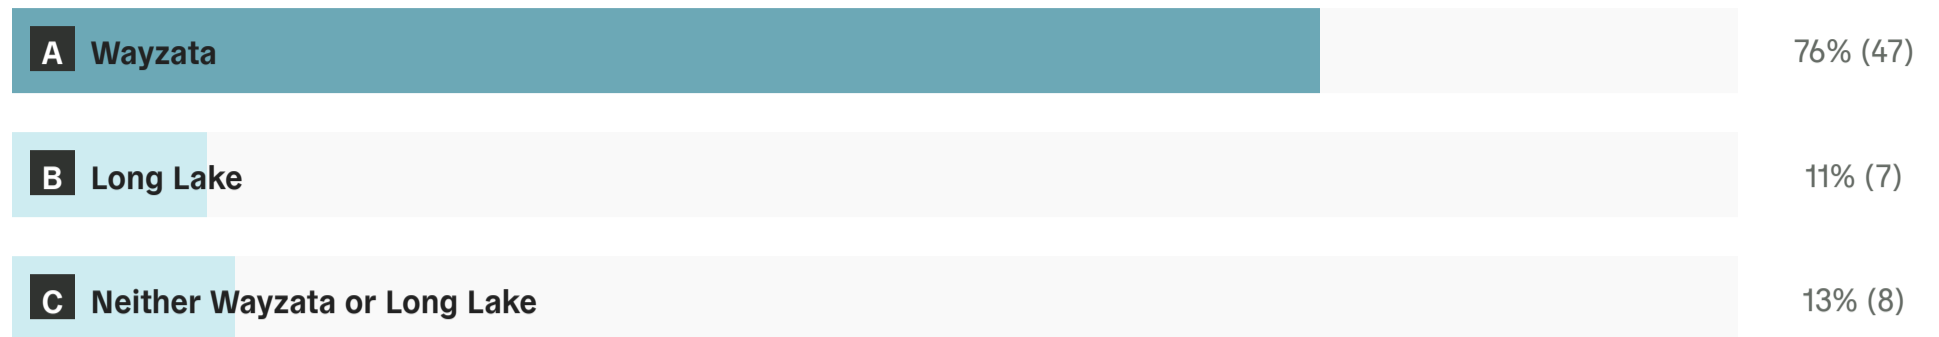 A Wayzata 76% (47)
B Long Lake 11% (7)
C Neither Wayzata or Long Lake 13% (8)